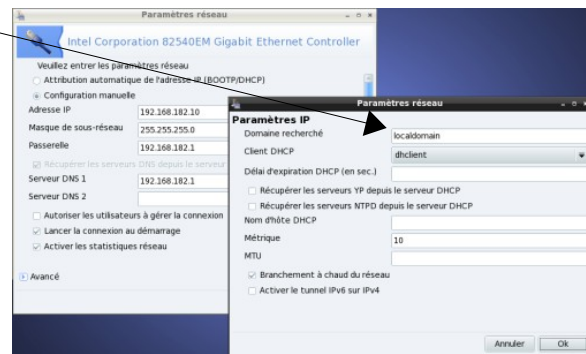 Paramètres réseau
Intel Corporation 82540EM Gigabit Ethernet Controller
Veuillez entrer les paramètres réseau
Attribution automatique de l'adresse IP (BOOTP/DHCP)
Configuration manuelle
Adresse IP 192.168.182.10
Masque de sous-réseau 255.255.255.0
Passerelle 192.168.182.1
Récupérer les serveurs DNS depuis le serveur
Serveur DNS 1 192.168.182.1
Serveur DNS 2
Autoriser les utilisateurs à gérer la connexion
Lancer la connexion au démarrage
Activer les statistiques réseau
Avancé
Paramètres réseau
Paramètres IP
Domaine recherché localdomain
Client DHCP dhclient
Délai d'expiration DHCP (en sec.)
Récupérer les serveurs YP depuis le serveur DHCP
Récupérer les serveurs NTPD depuis le serveur DHCP
Nom d'hôte DHCP
Métrique 10
MTU
Branchement à chaud du réseau
Activer le tunnel IPv6 sur IPv4
Annuler Ok